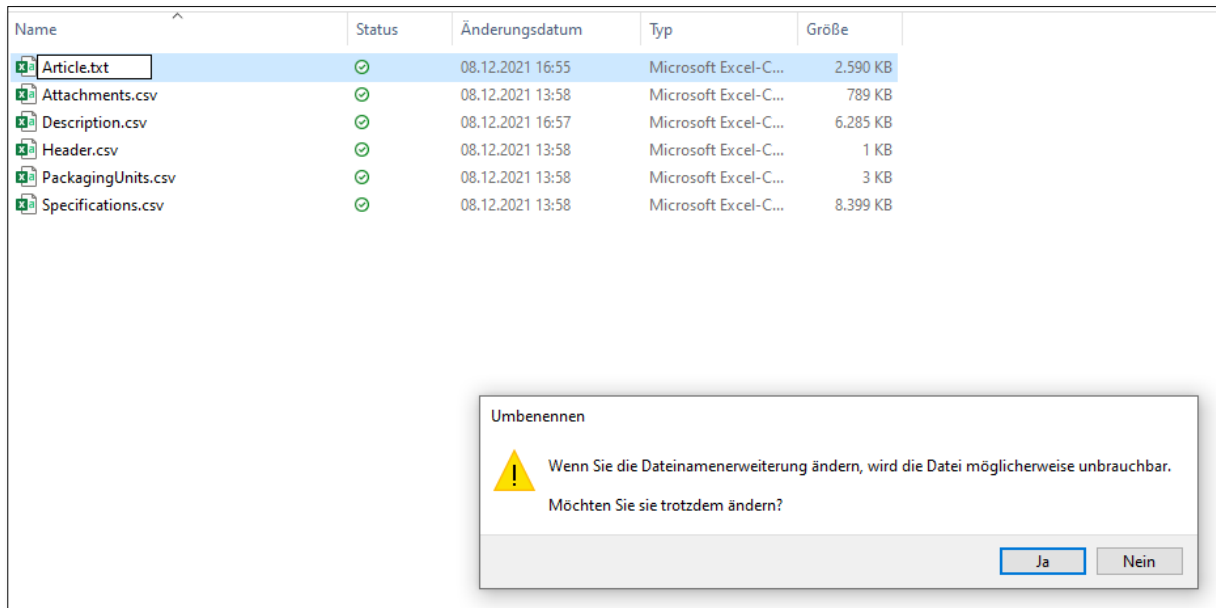 Name Status Änderungsdatum Typ Größe
Article.txt 08.12.2021 16:55 Microsoft Excel-C... 2.590 KB
Attachments.csv 08.12.2021 13:58 Microsoft Excel-C... 789 KB
Description.csv 08.12.2021 16:57 Microsoft Excel-C... 6.285 KB
Header.csv 08.12.2021 13:58 Microsoft Excel-C... 1 KB
PackagingUnits.csv 08.12.2021 13:58 Microsoft Excel-C... 3 KB
Specifications.csv 08.12.2021 13:58 Microsoft Excel-C... 8.399 KB
Umbenennen
Wenn Sie die Dateinamenerweiterung ändern, wird die Datei möglicherweise unbrauchbar.
Möchten Sie sie trotzdem ändern?
Ja Nein